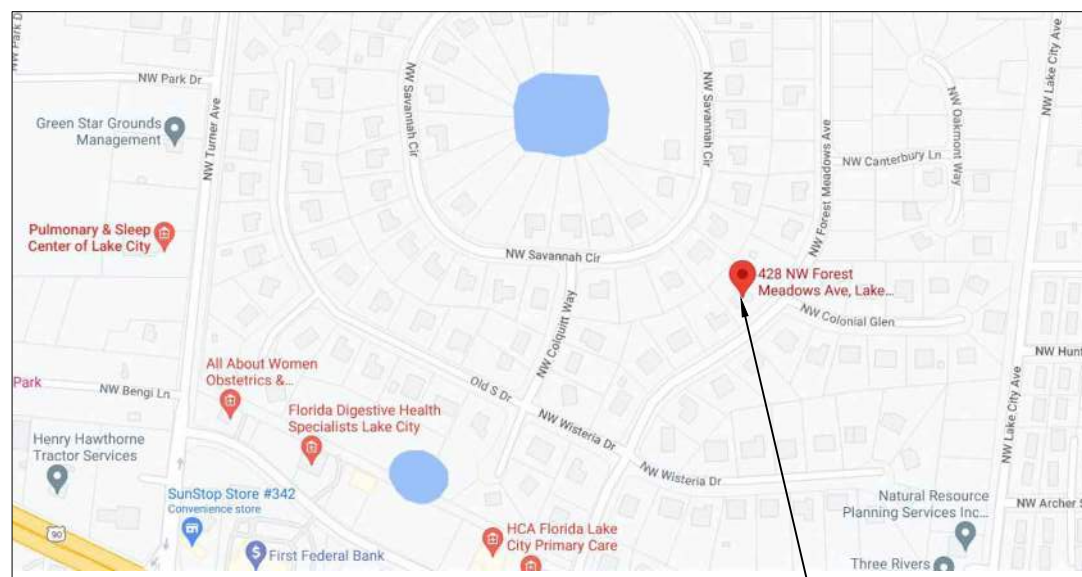 NW Park D
NW Park Dr
Green Star Grounds
Management
NW Turner Ave
Pulmonary & Sleep
Center of Lake City
NW Savannah Cir
NW Savannah Cir
NW Savannah Cir
NW Forest Meadows Ave
NW Canterbury Ln
NW Oakmont Way
NW Lake City Ave
428 NW Forest
Meadows Ave, Lake...
NW Colonial Glen
NW Colquitt Way
NW Hunt
Park
NW Bengi Ln
All About Women
Obstetrics &...
Old S Dr
Florida Digestive Health
Specialists Lake City
NW Wisteria Dr
NW Wisteria Dr
NW Lake City Ave
Henry Hawthorne
Tractor Services
SunStop Store #342
Convenience store
90
First Federal Bank
HCA Florida Lake
City Primary Care
Natural Resource
Planning Services Inc...
NW Archer S
Three Rivers